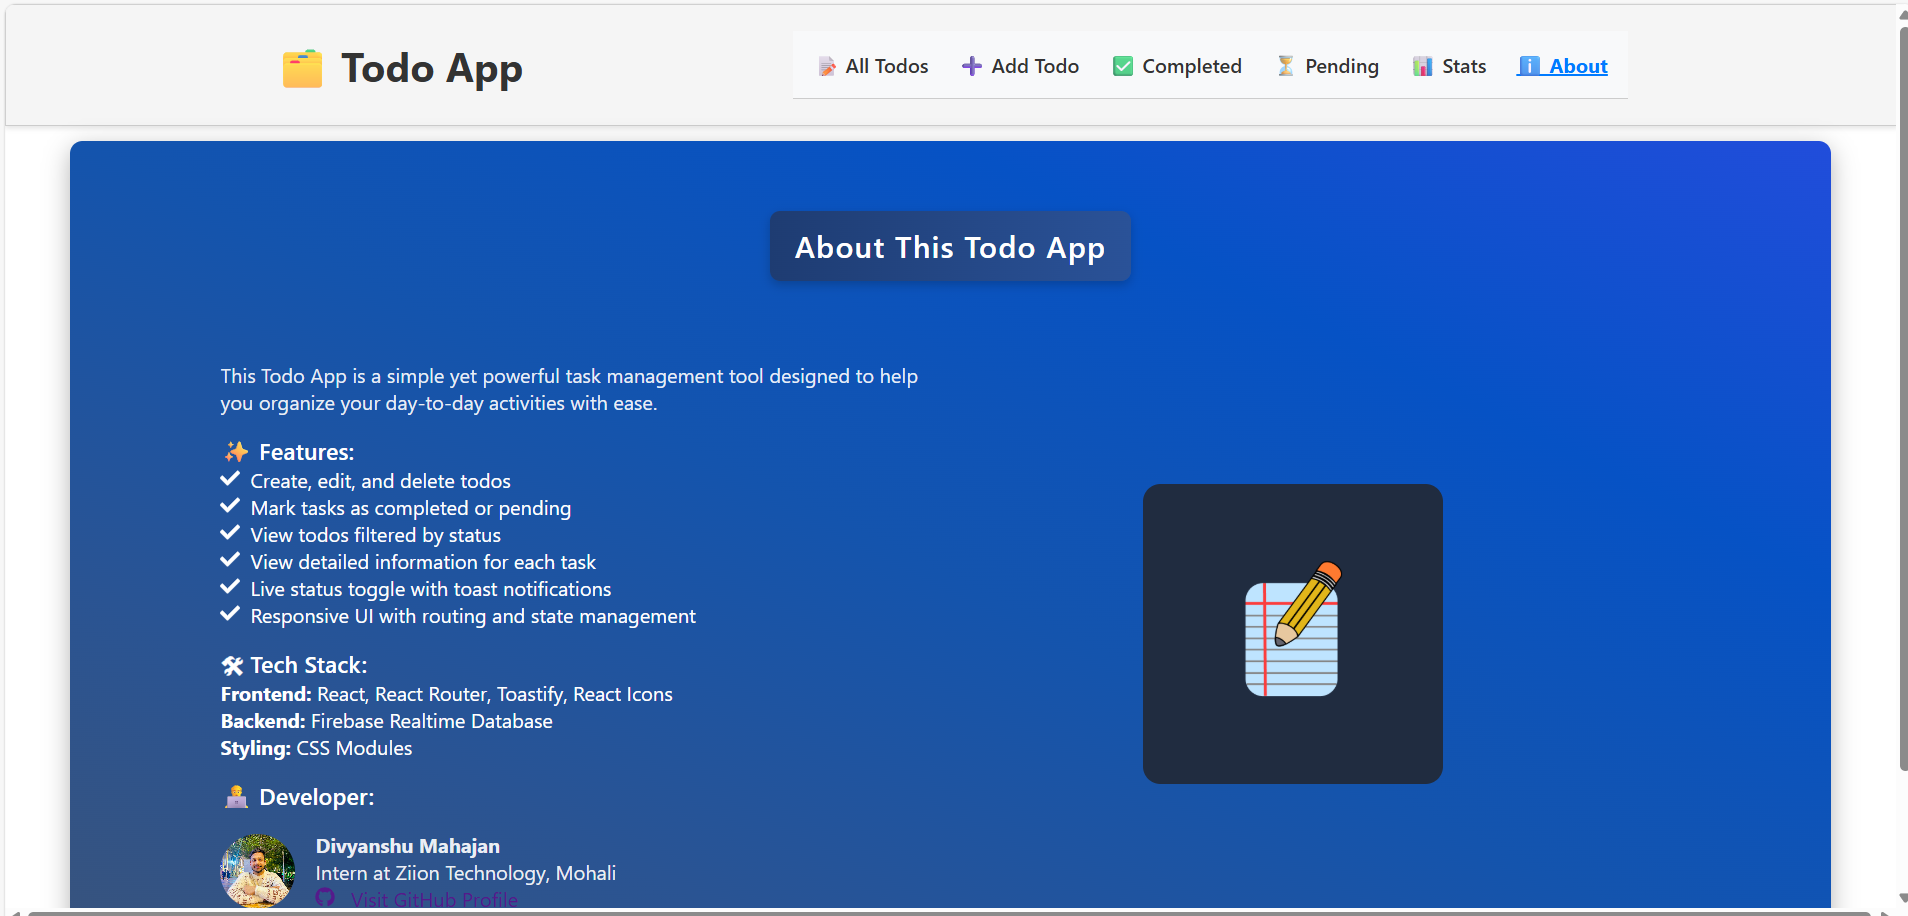 Todo App
All Todos
Add Todo
Completed
Pending
Stats
About
About This Todo App
This Todo App is a simple yet powerful task management tool designed to help
you organize your day-to-day activities with ease.
Features:
Create, edit, and delete todos
Mark tasks as completed or pending
View todos filtered by status
View detailed information for each task
Live status toggle with toast notifications
Responsive UI with routing and state management
Tech Stack:
Frontend: React, React Router, Toastify, React Icons
Backend: Firebase Realtime Database
Styling: CSS Modules
Developer:
Divyanshu Mahajan
Intern at Ziion Technology, Mohali
Visit GitHub Profile